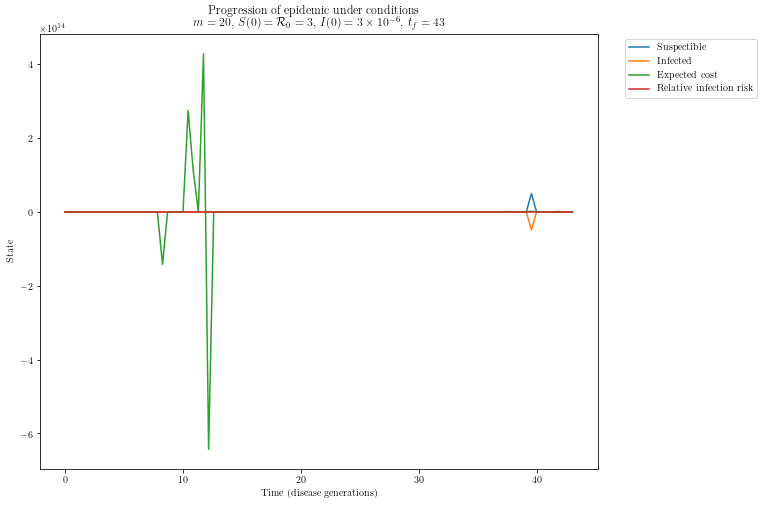 Progression of epidemic under conditions
m = 20, S(0) = ℛ₀ = 3, I(0) = 3 × 10⁻⁶, t_f = 43
×10¹⁴
Suspectible
Infected
Expected cost
Relative infection risk
4
2
0
−2
−4
−6
State
0 10 20 30 40
Time (disease generations)